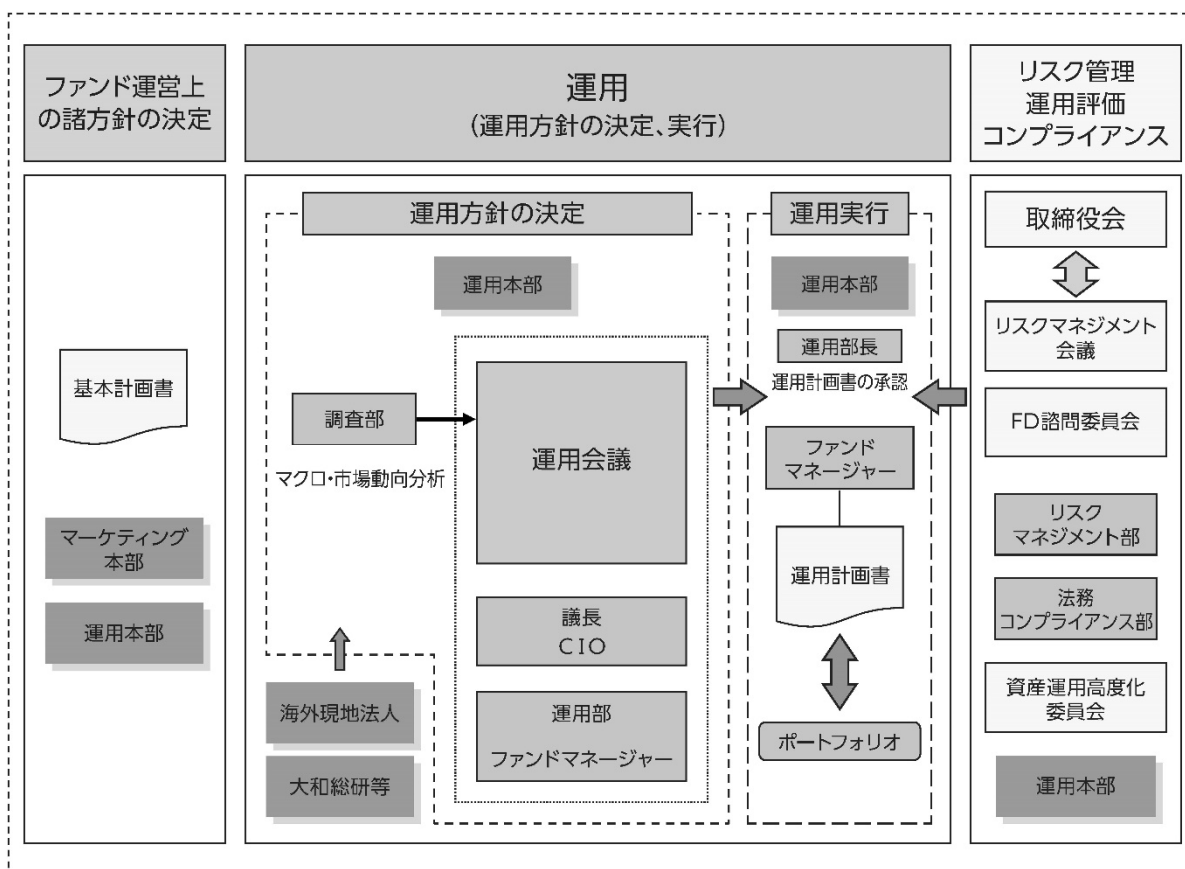 ファンド運営上
の諸方針の決定
基本計画書
マーケティング
本部
運用本部
運用
(運用方針の決定、実行)
運用方針の決定
運用本部
調査部
マクロ・市場動向分析
運用会議
議長
CIO
運用部
ファンドマネージャー
海外現地法人
大和総研等
運用実行
運用本部
運用部長
運用計画書の承認
ファンド
マネージャー
運用計画書
ポートフォリオ
リスク管理
運用評価
コンプライアンス
取締役会
リスクマネジメント
会議
FD諮問委員会
リスク
マネジメント部
法務
コンプライアンス部
資産運用高度化
委員会
運用本部